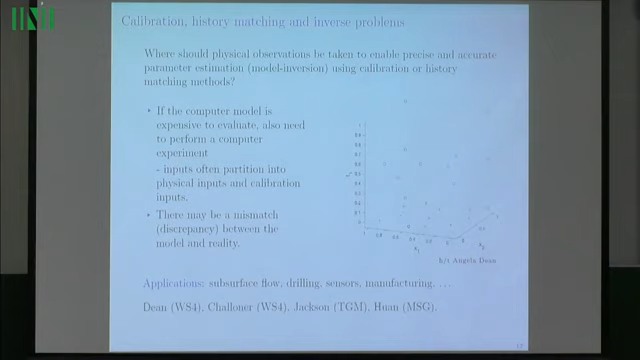 Calibration, history matching and inverse problems
Where should physical observations be taken to enable precise and accurate
parameter estimation (model-inversion) using calibration or history
matching methods?
If the computer model is
expensive to evaluate, also need
to perform a computer
experiment
- inputs often partition into
physical inputs and calibration
inputs.
There may be a mismatch
(discrepancy) between the
model and reality.
h/t Angela Dean
Applications: subsurface flow, drilling, sensors, manufacturing, ...
Dean (WS4), Challoner (WS4), Jackson (TGM), Huan (MSG).